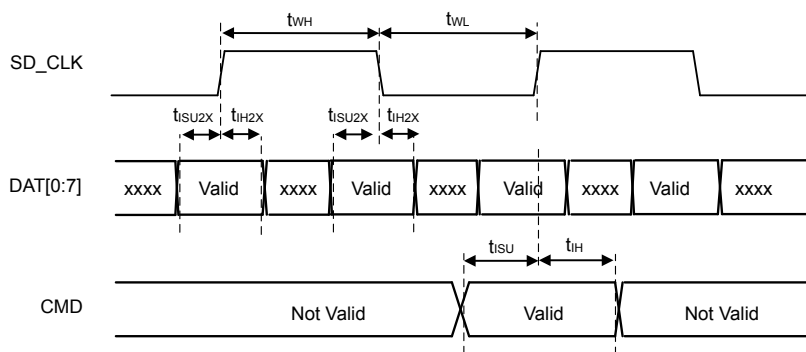 tWH tWL
SD_CLK
tISU2X tIH2X tISU2X tIH2X
DAT[0:7] xxxx Valid xxxx Valid xxxx Valid xxxx Valid xxxx
tISU tIH
CMD Not Valid Valid Not Valid